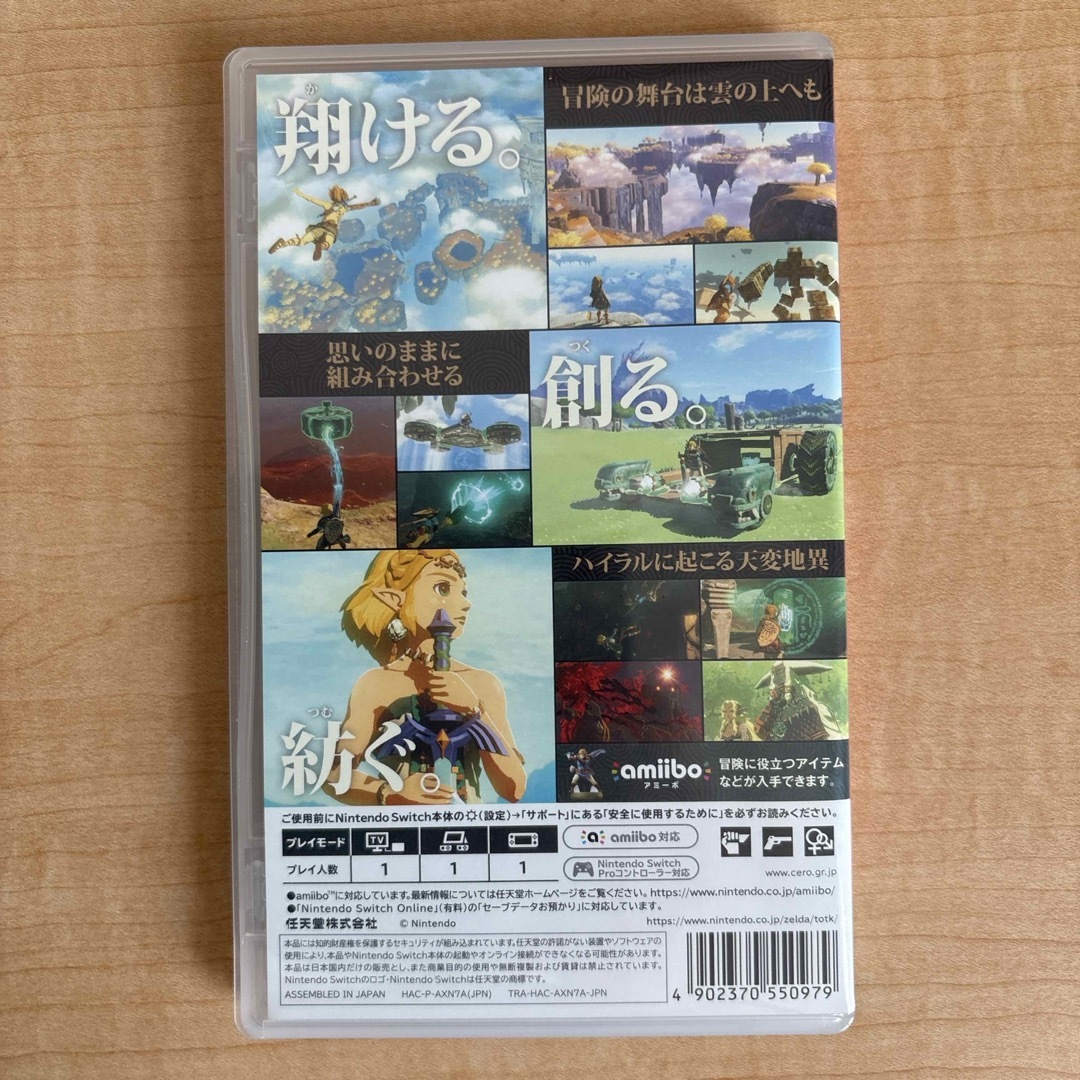 か
翔ける。
冒険の舞台は雲の上へも
思いのままに
組み合わせる
つく
創る。
ハイラルに起こる天変地異
つむ
紡ぐ。
amiibo
アミーボ
冒険に役立つアイテム
などが入手できます。
ご使用前にNintendo Switch本体の(設定)→「サポート」にある「安全に使用するために」を必ずお読みください。
プレイモード TV
プレイ人数 1 1 1
a amiibo 対応
Nintendo Switch
Proコントローラー対応
www.cero.gr.jp
●amiibo™に対応しています。最新情報については任天堂ホームページをご覧ください。https://www.nintendo.co.jp/amiibo/
●「Nintendo Switch Online」(有料)の「セーブデータお預かり」に対応しています。
任天堂株式会社 © Nintendo https://www.nintendo.co.jp/zelda/totk/
本品には知的財産権を保護するセキュリティが組み込まれています。任天堂の許諾がない装置やソフトウェアの
使用により、本品やNintendo Switch本体の起動やオンライン接続ができなくなる可能性があります。
本品は日本国内だけの販売とし、また商業目的の使用や無断複製および賃貸は禁止されています。
Nintendo Switchのロゴ・Nintendo Switchは任天堂の商標です。
ASSEMBLED IN JAPAN HAC-P-AXN7A(JPN) TRA-HAC-AXN7A-JPN
4 902370 550979